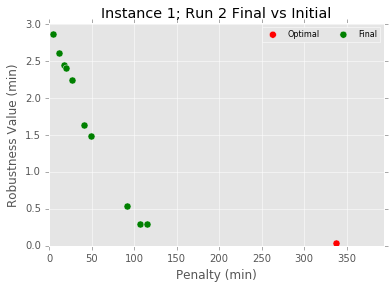 Instance 1; Run 2 Final vs Initial
Optimal Final
Robustness Value (min)
3.0
2.5
2.0
1.5
1.0
0.5
0.0
0 50 100 150 200 250 300 350
Penalty (min)